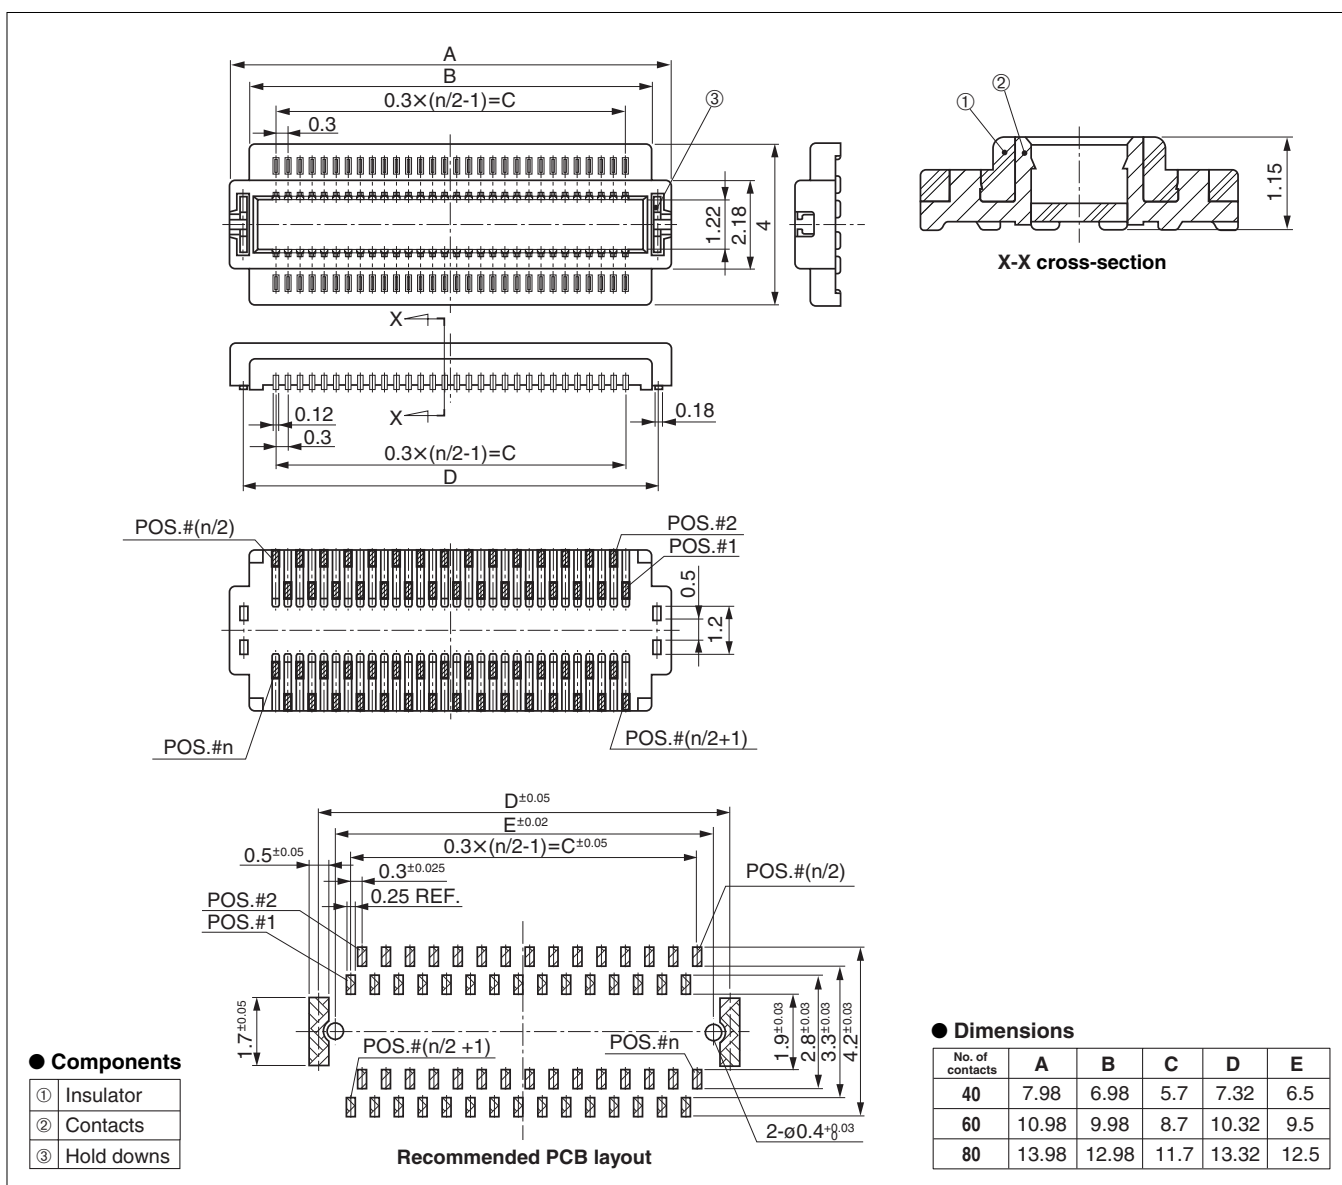 A
B
0.3×(n/2-1)=C
0.3
③
1.22
2.18
4
①
②
1.15
X-X cross-section
X
X
0.12
0.3
0.18
0.3×(n/2-1)=C
D
POS.#(n/2)
POS.#2
POS.#1
0.5
1.2
POS.#n
POS.#(n/2+1)
D±0.05
E±0.02
0.3×(n/2-1)=C±0.05
0.5±0.05
0.3±0.025
0.25 REF.
POS.#2
POS.#1
POS.#(n/2)
1.7±0.05
POS.#(n/2 +1)
POS.#n
1.9±0.03
2.8±0.03
3.3±0.03
4.2±0.03
2-ø0.4+0.03 0
Recommended PCB layout
● Components
① Insulator
② Contacts
③ Hold downs
● Dimensions
No. of contacts A B C D E
40 7.98 6.98 5.7 7.32 6.5
60 10.98 9.98 8.7 10.32 9.5
80 13.98 12.98 11.7 13.32 12.5